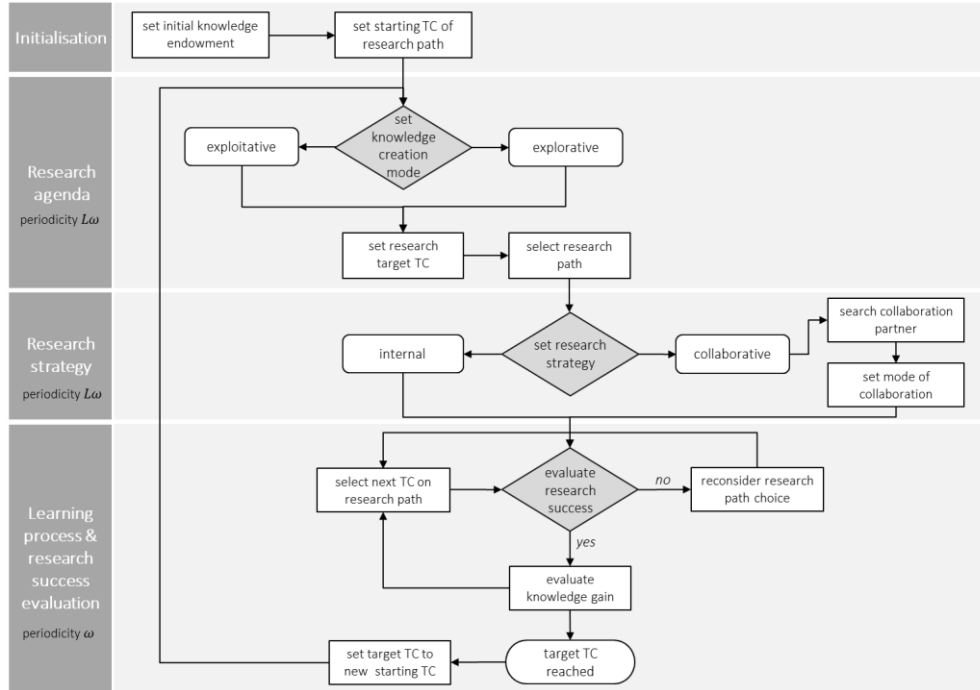 Initialisation
set initial knowledge
endowment
set starting TC of
research path
Research
agenda
periodicity Lω
set
knowledge
creation
mode
exploitative
explorative
set research
target TC
select research
path
Research
strategy
periodicity Lω
internal
set research
strategy
collaborative
search collaboration
partner
set mode of
collaboration
Learning
process &
research
success
evaluation
periodicity ω
select next TC on
research path
evaluate
research
success
no
reconsider research
path choice
yes
evaluate
knowledge gain
set target TC to
new starting TC
target TC
reached